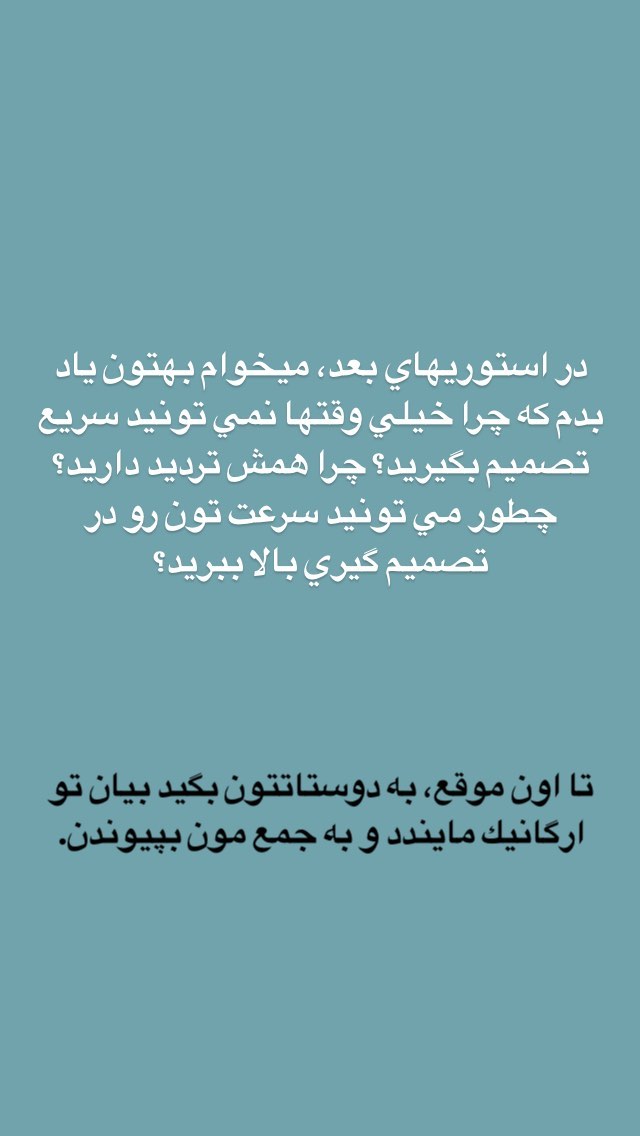 در استوريهاي بعد، ميخوام بهتون ياد
بدم كه چرا خيلي وقتها نمي تونيد سريع
تصميم بگيريد؟ چرا همش ترديد داريد؟
چطور مي تونيد سرعت تون رو در
تصميم گيري بالا ببريد؟
تا اون موقع، به دوستاتتون بگيد بيان تو
ارگانيك مايندد و به جمع مون بپيوندن.